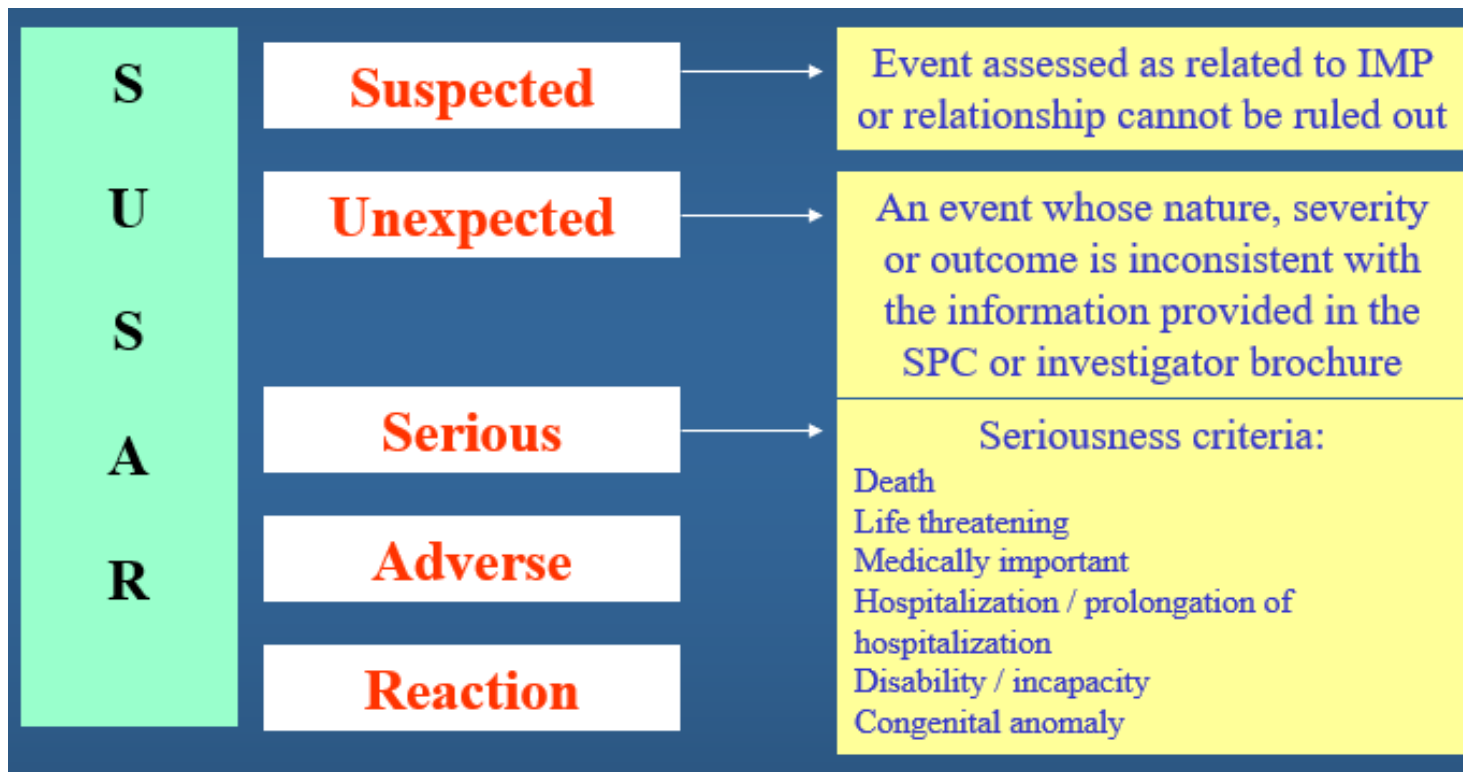 S
U
S
A
R
Suspected
Event assessed as related to IMP
or relationship cannot be ruled out
Unexpected
An event whose nature, severity
or outcome is inconsistent with
the information provided in the
SPC or investigator brochure
Serious
Seriousness criteria:
Death
Life threatening
Medically important
Hospitalization / prolongation of
hospitalization
Disability / incapacity
Congenital anomaly
Adverse
Reaction